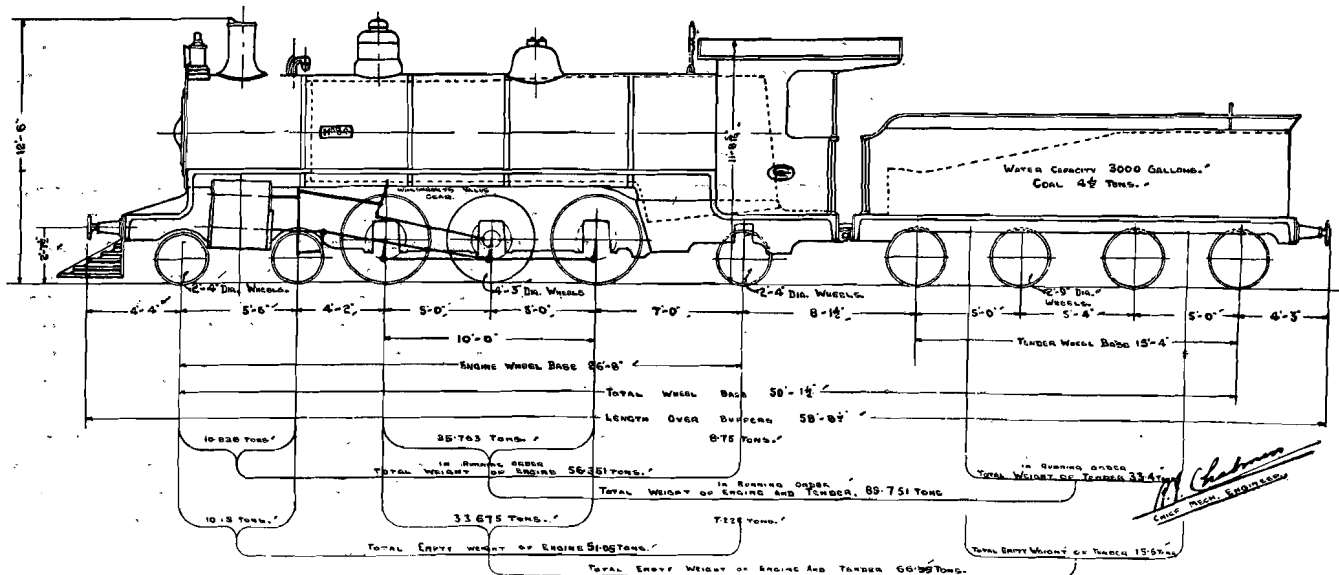 12'-6"
No 84
11'-8
WALSCHAERTS VALVE
GEAR.
WATER CAPACITY 3000 GALLONS.
COAL 4½ TONS.
2'-4" DIA. WHEELS.
4'-3" DIA. WHEELS
2'-4" DIA. WHEELS.
2'-9" DIA.
WHEELS.
4'-4" 5'-6" 4'-2" 5'-0" 5'-0" 7'-0" 8'-1½" 5'-0" 5'-4" 5'-0" 4'-3"
10'-0"
TENDER WHEEL BASE 15'-4"
ENGINE WHEEL BASE 26'-8"
TOTAL WHEEL BASE 50'-1½"
LENGTH OVER BUFFERS 58'-8½"
TONS. TONS. 8·75 TONS.
IN RUNNING ORDER
TOTAL WEIGHT OF ENGINE 56·351 TONS.
IN RUNNING ORDER
TOTAL WEIGHT OF TENDER 33·4 TONS
IN RUNNING ORDER
TOTAL WEIGHT OF ENGINE AND TENDER. 89·751 TONS
CHIEF MECH. ENGINEER
10·15 TONS. 33·675 TONS. 7·225 TONS.
TOTAL EMPTY WEIGHT OF ENGINE 51·05 TONS.
TOTAL EMPTY WEIGHT OF TENDER 15·5 TONS
TOTAL EMPTY WEIGHT OF ENGINE AND TENDER TONS.